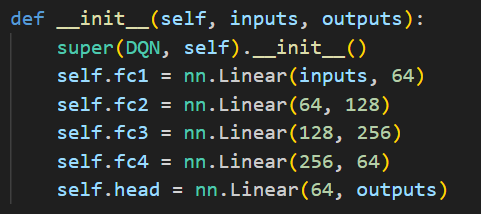 def __init__(self, inputs, outputs):
    super(DQN, self).__init__()
    self.fc1 = nn.Linear(inputs, 64)
    self.fc2 = nn.Linear(64, 128)
    self.fc3 = nn.Linear(128, 256)
    self.fc4 = nn.Linear(256, 64)
    self.head = nn.Linear(64, outputs)